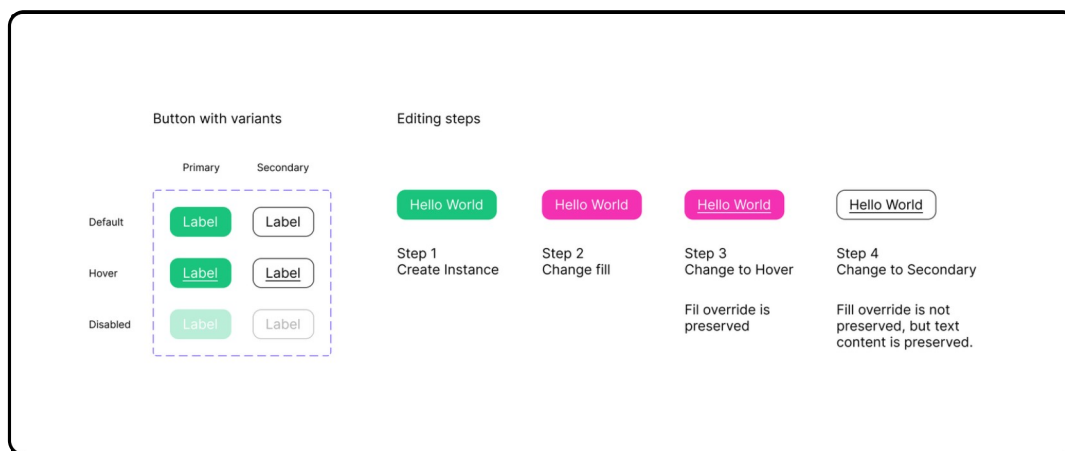 Button with variants
Editing steps
Primary
Secondary
Default
Label
Label
Hover
Label
Label
Disabled
Label
Label
Hello World
Hello World
Hello World
Hello World
Step 1
Create Instance
Step 2
Change fill
Step 3
Change to Hover
Fil override is
preserved
Step 4
Change to Secondary
Fill override is not
preserved, but text
content is preserved.